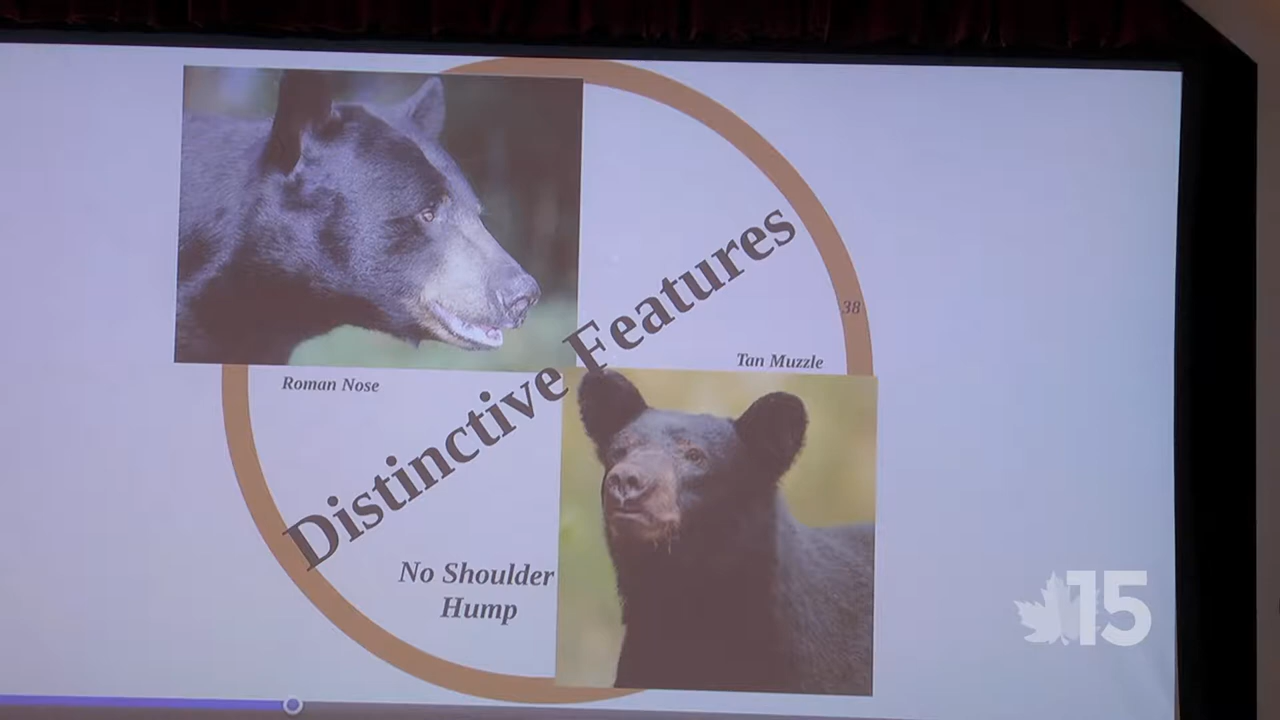 Distinctive Features
38
Tan Muzzle
Roman Nose
No Shoulder
Hump
15